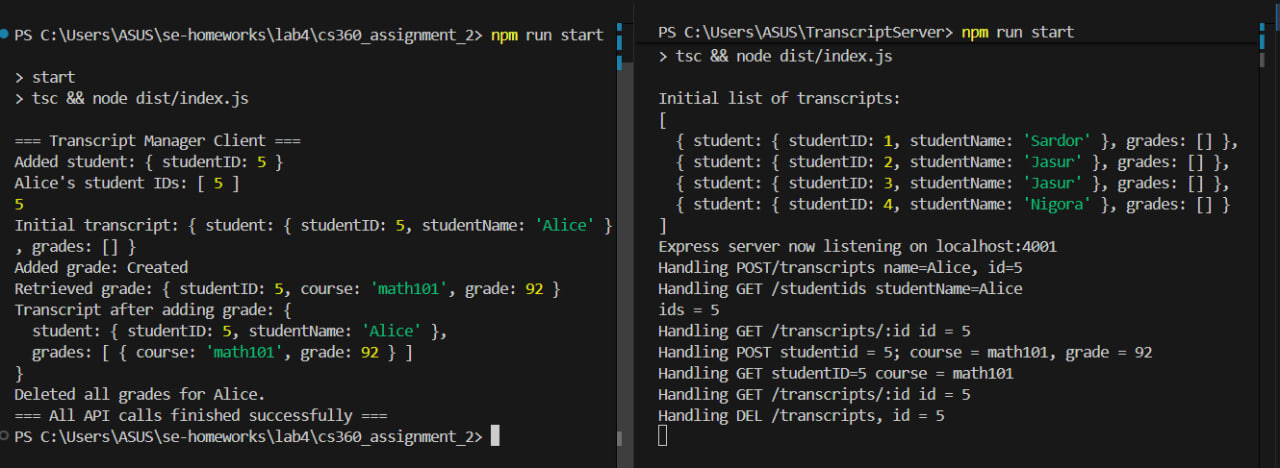 PS C:\Users\ASUS\se-homeworks\lab4\cs360_assignment_2> npm run start
> start
> tsc && node dist/index.js
=== Transcript Manager Client ===
Added student: { studentID: 5 }
Alice's student IDs: [ 5 ]
5
Initial transcript: { student: { studentID: 5, studentName: 'Alice' }
, grades: [] }
Added grade: Created
Retrieved grade: { studentID: 5, course: 'math101', grade: 92 }
Transcript after adding grade: {
  student: { studentID: 5, studentName: 'Alice' },
  grades: [ { course: 'math101', grade: 92 } ]
}
Deleted all grades for Alice.
=== All API calls finished successfully ===
PS C:\Users\ASUS\se-homeworks\lab4\cs360_assignment_2>
PS C:\Users\ASUS\TranscriptServer> npm run start
> tsc && node dist/index.js
Initial list of transcripts:
[
  { student: { studentID: 1, studentName: 'Sardor' }, grades: [] },
  { student: { studentID: 2, studentName: 'Jasur' }, grades: [] },
  { student: { studentID: 3, studentName: 'Jasur' }, grades: [] },
  { student: { studentID: 4, studentName: 'Nigora' }, grades: [] }
]
Express server now listening on localhost:4001
Handling POST/transcripts name=Alice, id=5
Handling GET /studentids studentName=Alice
ids = 5
Handling GET /transcripts/:id id = 5
Handling POST studentid = 5; course = math101, grade = 92
Handling GET studentID=5 course = math101
Handling GET /transcripts/:id id = 5
Handling DEL /transcripts, id = 5